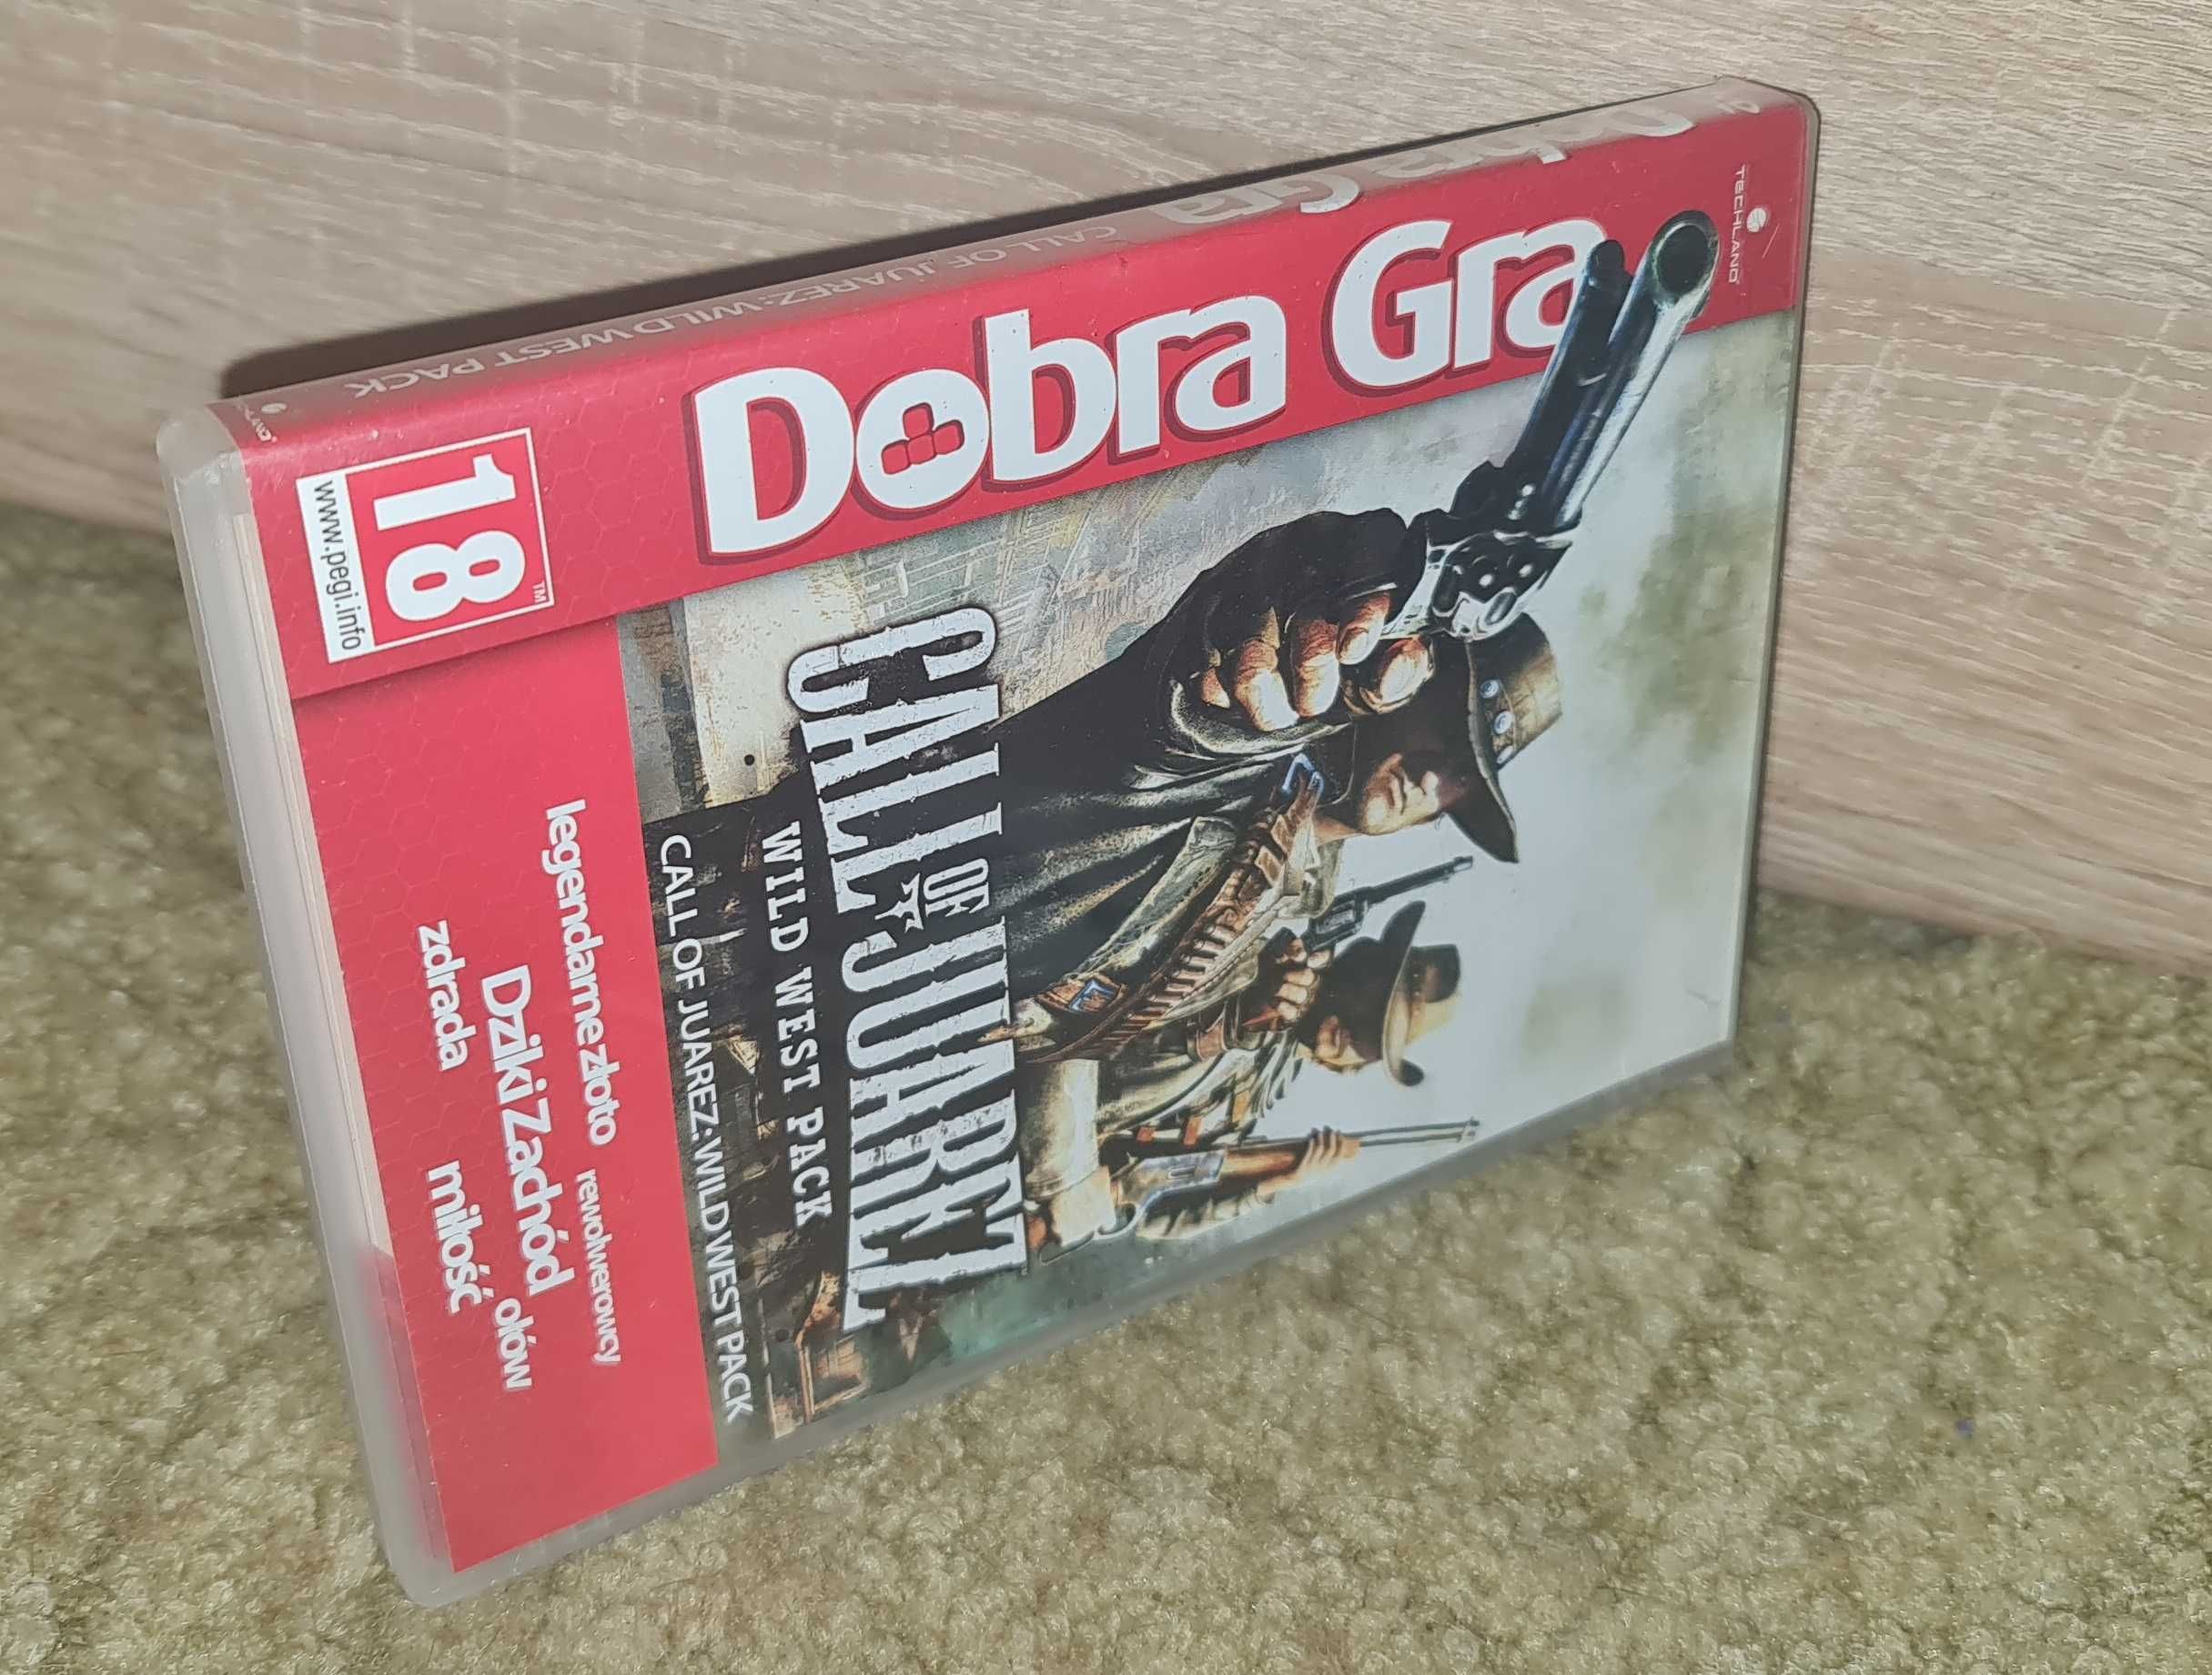 TECHLAND
Dobra Gra
18
TM
www.pegi.info
CALL OF JUAREZ
WILD WEST PACK
CALL OF JUAREZ: WILD WEST PACK
legendarne złoto rewolwerowcy
Dziki Zachód ołów
zdrada miłość
Dobra Gra
CALL OF JUAREZ: WILD WEST PACK